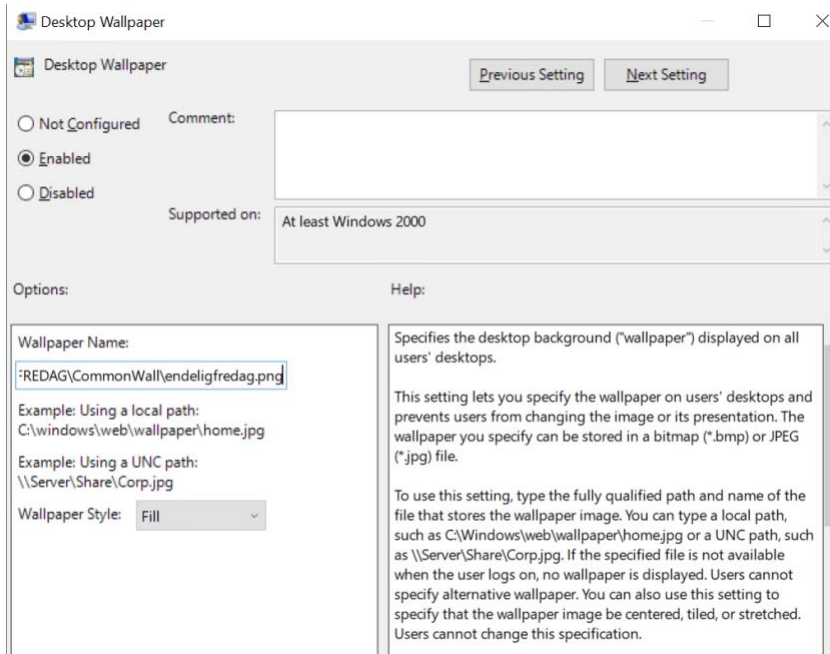 Desktop Wallpaper
Desktop Wallpaper
Previous Setting
Next Setting
Not Configured
Comment:
Enabled
Disabled
Supported on:
At least Windows 2000
Options:
Help:
Wallpaper Name:
REDAG\CommonWall\endeligfredag.png
Example: Using a local path:
C:\windows\web\wallpaper\home.jpg
Example: Using a UNC path:
\\Server\Share\Corp.jpg
Wallpaper Style:
Fill
Specifies the desktop background ("wallpaper") displayed on all
users' desktops.
This setting lets you specify the wallpaper on users' desktops and
prevents users from changing the image or its presentation. The
wallpaper you specify can be stored in a bitmap (*.bmp) or JPEG
(*.jpg) file.
To use this setting, type the fully qualified path and name of the
file that stores the wallpaper image. You can type a local path,
such as C:\Windows\web\wallpaper\home.jpg or a UNC path, such
as \\Server\Share\Corp.jpg. If the specified file is not available
when the user logs on, no wallpaper is displayed. Users cannot
specify alternative wallpaper. You can also use this setting to
specify that the wallpaper image be centered, tiled, or stretched.
Users cannot change this specification.